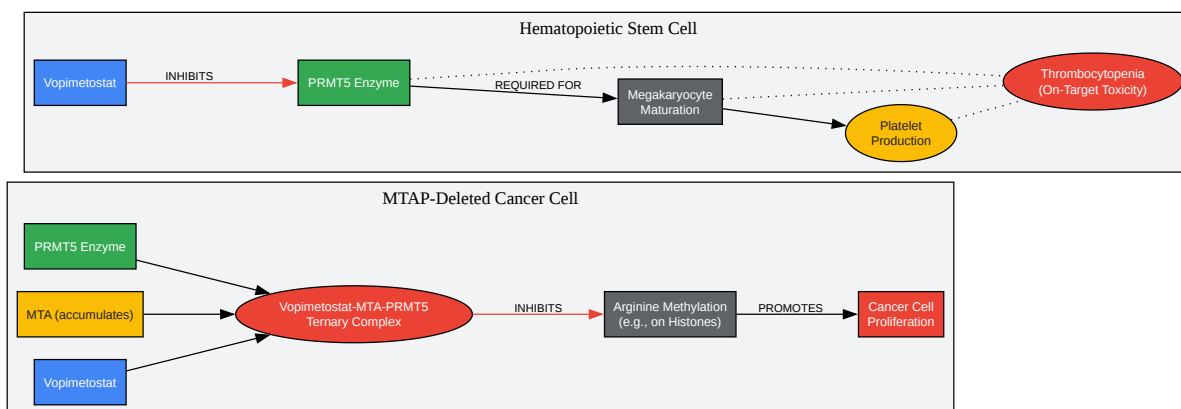 Hematopoietic Stem Cell
Vopimetostat
INHIBITS
PRMT5 Enzyme
REQUIRED FOR
Megakaryocyte
Maturation
Platelet
Production
Thrombocytopenia
(On-Target Toxicity)
MTAP-Deleted Cancer Cell
PRMT5 Enzyme
MTA (accumulates)
Vopimetostat
Vopimetostat-MTA-PRMT5
Ternary Complex
INHIBITS
Arginine Methylation
(e.g., on Histones)
PROMOTES
Cancer Cell
Proliferation